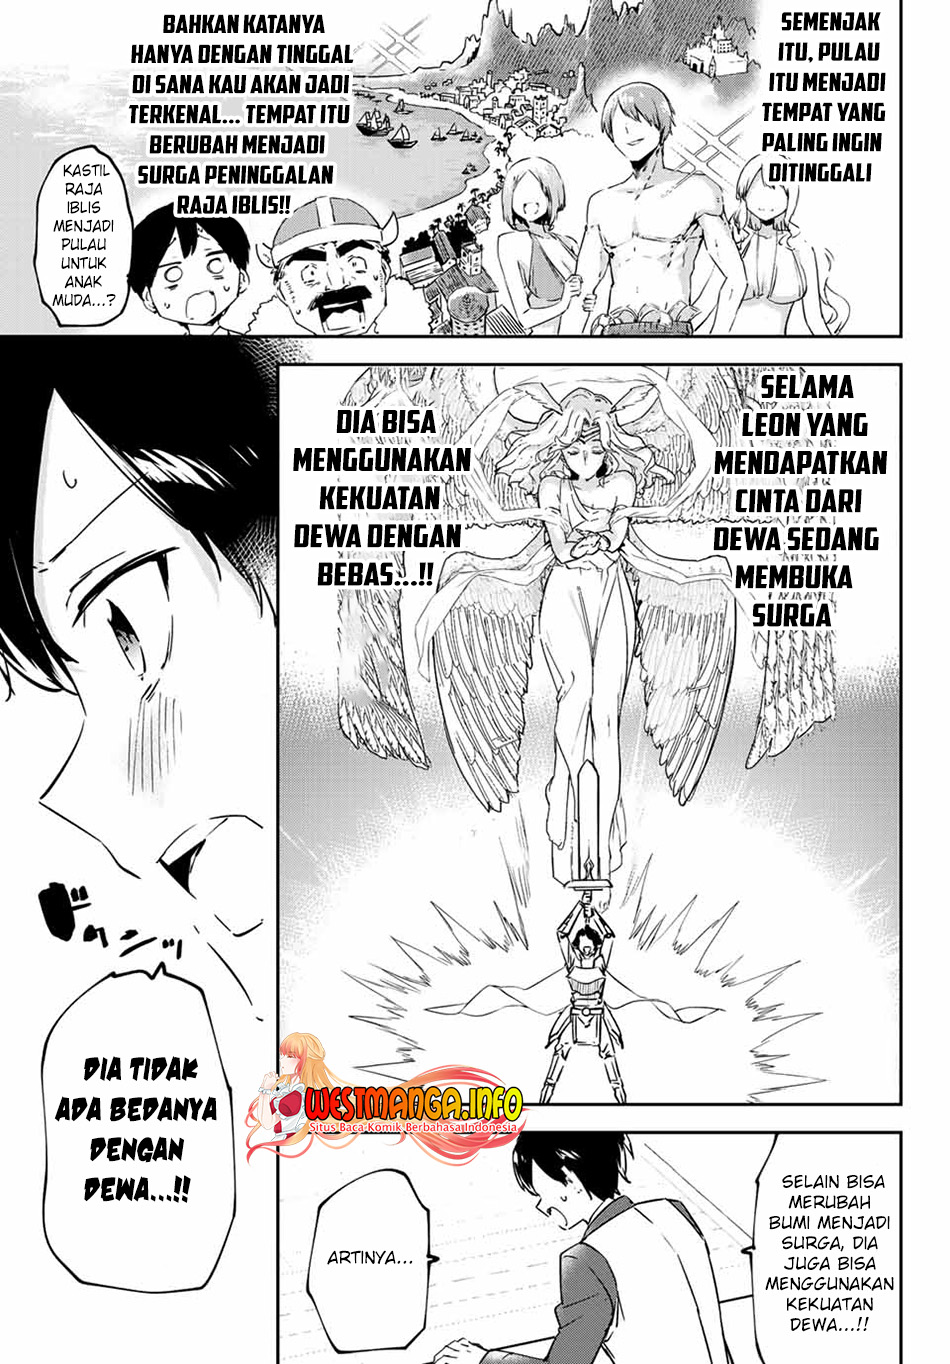 SEMENJAK
ITU, PULAU
ITU MENJADI
TEMPAT YANG
PALING INGIN
DITINGGALI
BAHKAN KATANYA
HANYA DENGAN TINGGAL
DI SANA KAU AKAN JADI
TERKENAL... TEMPAT ITU
BERUBAH MENJADI
SURGA PENINGGALAN
RAJA IBLIS!!
KASTIL
RAJA
IBLIS
MENJADI
PULAU
UNTUK
ANAK
MUDA...?
SELAMA
LEON YANG
MENDAPATKAN
CINTA DARI
DEWA SEDANG
MEMBUKA
SURGA
DIA BISA
MENGGUNAKAN
KEKUATAN
DEWA DENGAN
BEBAS...!!
SELAIN BISA
MERUBAH
BUMI MENJADI
SURGA, DIA
JUGA BISA
MENGGUNAKAN
KEKUATAN
DEWA...!!
ARTINYA...
DIA TIDAK
ADA BEDANYA
DENGAN
DEWA...!!
WESTMANGA.INFO
SITUS BACA KOMIK BERBAHASA INDONESIA